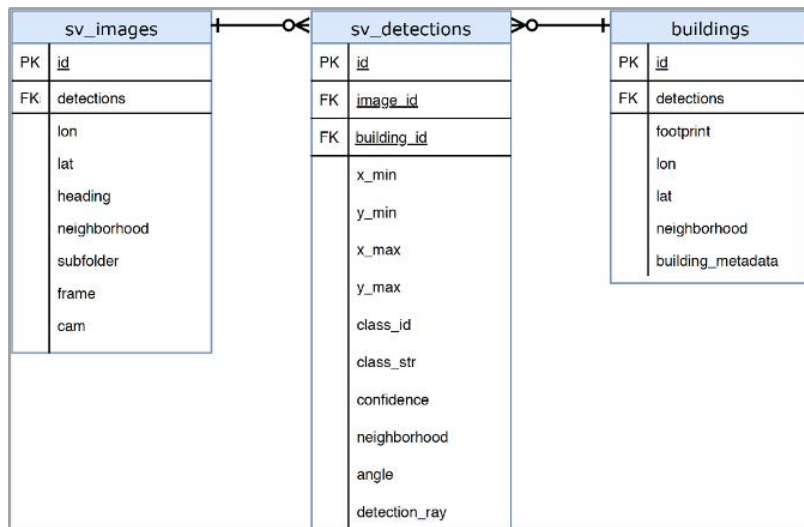 sv_images
PK id
FK detections
lon
lat
heading
neighborhood
subfolder
frame
cam
sv_detections
PK id
FK image_id
FK building_id
x_min
y_min
x_max
y_max
class_id
class_str
confidence
neighborhood
angle
detection_ray
buildings
PK id
FK detections
footprint
lon
lat
neighborhood
building_metadata